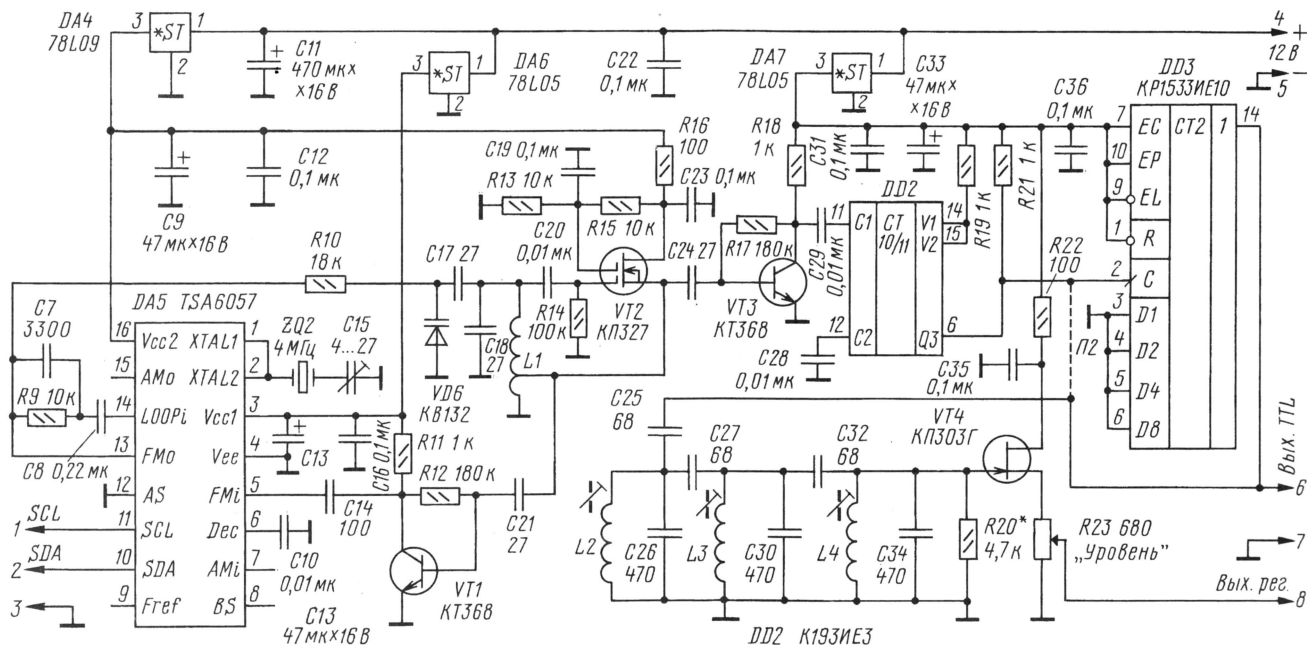 DA4
78L09
3
*ST
1
2
C11
470 мк×
×16 В
3
*ST
1
2
DA6
78L05
C22
0,1 мк
DA7
78L05
3
*ST
1
2
C33
47 мк×
×16 В
4
+
12 В
5
−
C9
47 мк×16 В
C12
0,1 мк
C19 0,1 мк
R13 10 к
R15 10 к
R16
100
C23 0,1 мк
R18
1 к
C31
0,1 мк
R19 1 к
R21 1 к
C36
0,1 мк
DD3
КР1533ИЕ10
7
EC
CT2
1
14
10
EP
9
EL
1
R
2
C
3
D1
4
D2
5
D4
6
D8
П2
DD2
11
C1
CT
10/11
V1
14
V2
15
12
C2
Q3
6
R22
100
R10
18 к
C17 27
C20
0,01 мк
VT2
КП327
C24 27
R17 180 к
VT3
КТ368
C29
0,01 мк
C28
0,01 мк
C35
0,1 мк
C7
3300
R9 10 к
C8 0,22 мк
DA5 TSA6057
16
Vcc2
XTAL1
1
15
AMo
XTAL2
2
14
LOOPi
Vcc1
3
13
FMo
Vee
4
12
AS
FMi
5
11
SCL
Dec
6
10
SDA
AMi
7
9
Fref
BS
8
ZQ2
4 МГц
C15
4...27
VD6
КВ132
C18
27
L1
R14
100 к
C13
C16 0,1 мк
R11 1 к
R12 180 к
C14
100
C21
27
VT1
КТ368
C10
0,01 мк
C13
47 мк×16 В
1
SCL
2
SDA
3
C25
68
C27
68
C32
68
VT4
КП303Г
L2
C26
470
L3
C30
470
L4
C34
470
R20*
4,7 к
R23 680
„Уровень"
Вых. TTL
6
7
Вых. рег.
8
DD2 К193ИЕ3